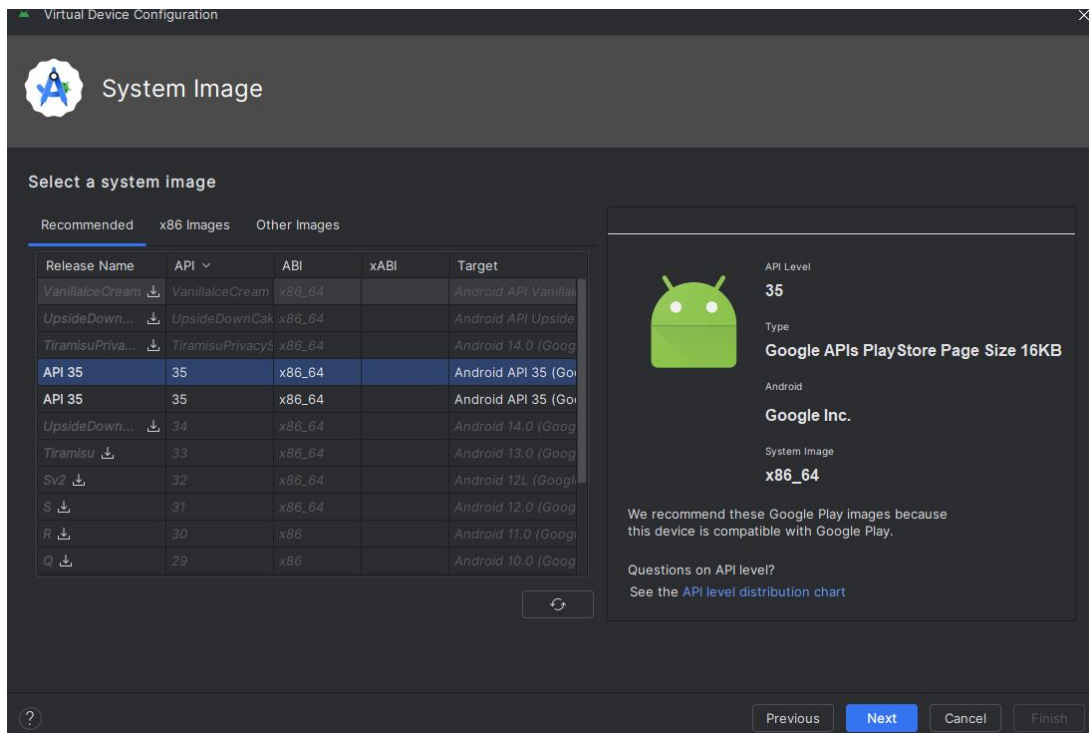 Virtual Device Configuration
System Image
Select a system image
Recommended x86 Images Other Images
Release Name API ABI xABI Target
VanillaIceCream VanillaIceCream x86_64 Android API Vanillal
UpsideDown... UpsideDownCak x86_64 Android API Upside
TiramisuPriva... TiramisuPrivacyS x86_64 Android 14.0 (Goog
API 35 35 x86_64 Android API 35 (Goo
API 35 35 x86_64 Android API 35 (Goo
UpsideDown... 34 x86_64 Android 14.0 (Goog
Tiramisu 33 x86_64 Android 13.0 (Goog
Sv2 32 x86_64 Android 12L (Google
S 31 x86_64 Android 12.0 (Goog
R 30 x86 Android 11.0 (Goog
Q 29 x86 Android 10.0 (Goog
API Level
35
Type
Google APIs PlayStore Page Size 16KB
Android
Google Inc.
System Image
x86_64
We recommend these Google Play images because
this device is compatible with Google Play.
Questions on API level?
See the API level distribution chart
? Previous Next Cancel Finish